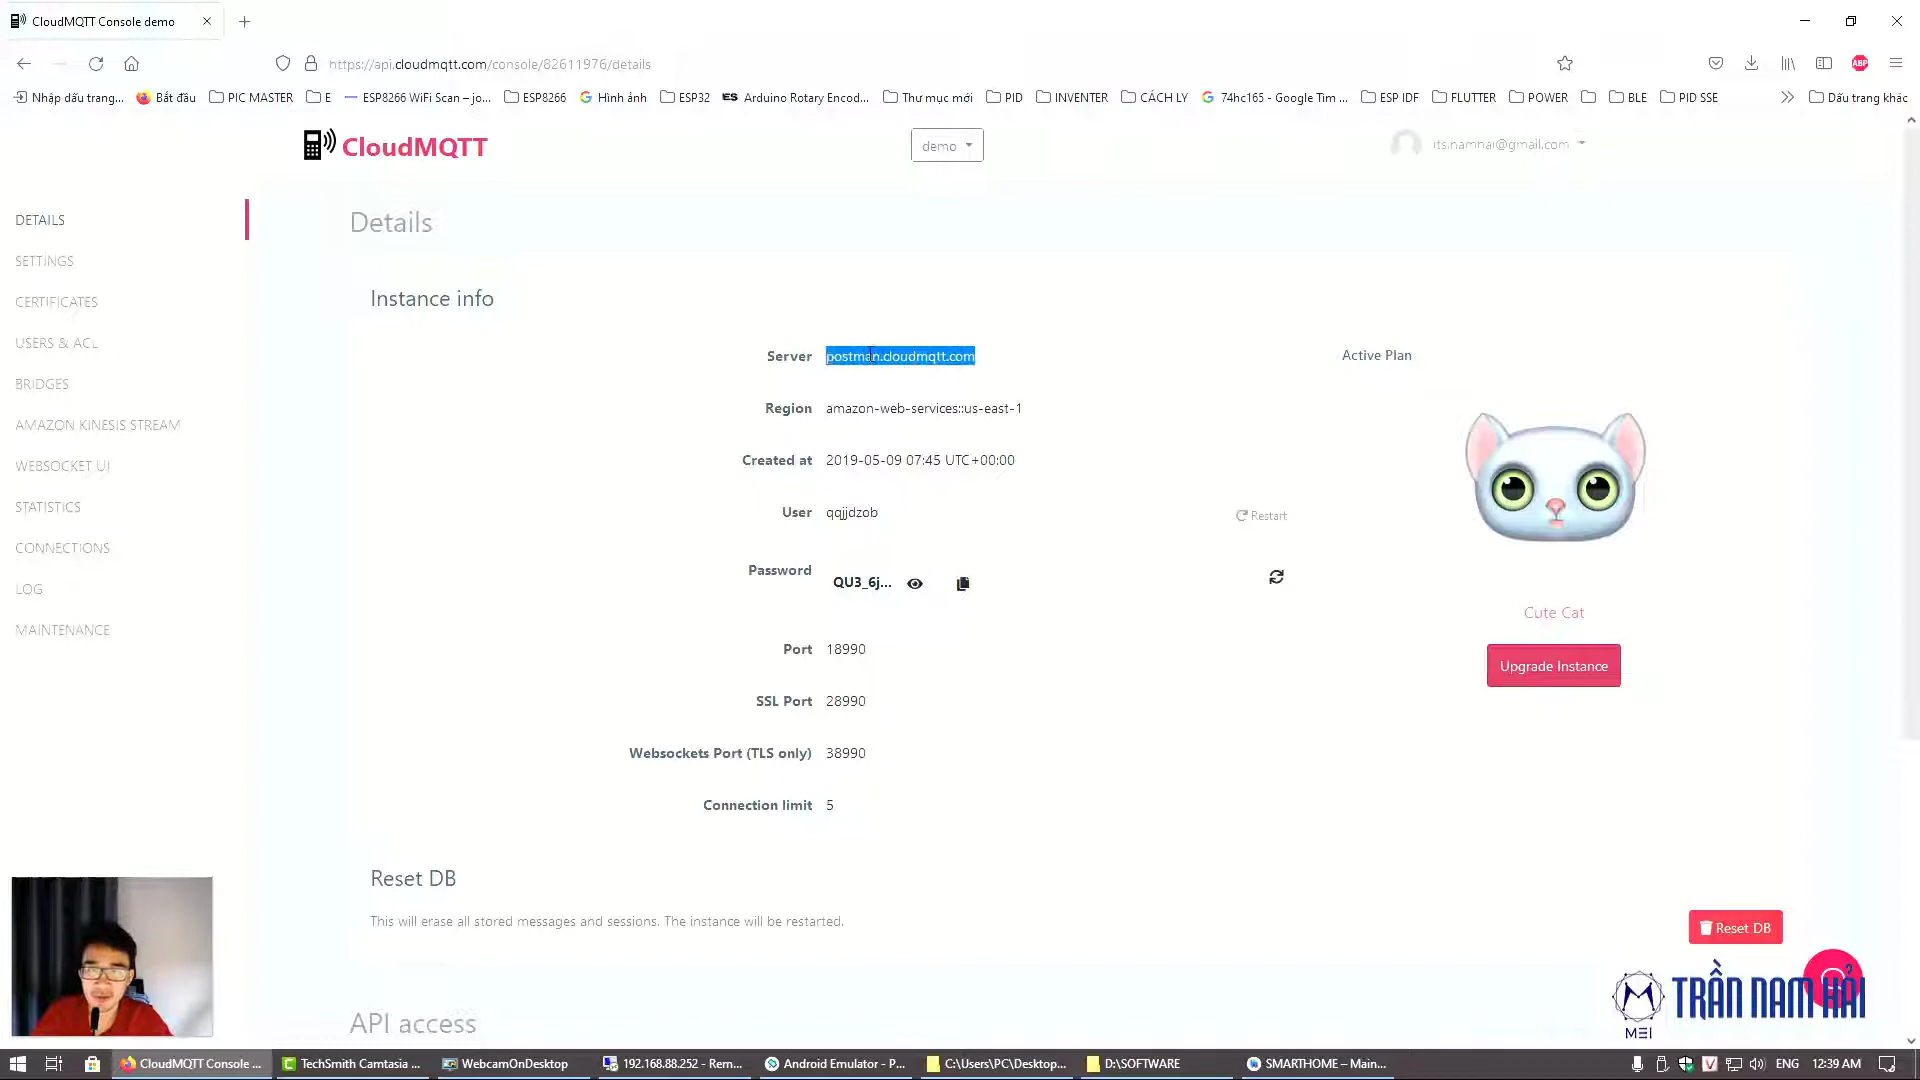 CloudMQTT Console demo
https://api.cloudmqtt.com/console/82611976/details
ABP
Nhập dấu trang...
Bắt đầu
PIC MASTER
E
ESP8266 WiFi Scan – jo...
ESP8266
Hình ảnh
ESP32
ES Arduino Rotary Encod...
Thư mục mới
PID
INVENTER
CÁCH LY
74hc165 - Google Tìm ...
ESP IDF
FLUTTER
POWER
BLE
PID SSE
Dấu trang khác
CloudMQTT
demo
its.namhai@gmail.com
DETAILS
SETTINGS
CERTIFICATES
USERS & ACL
BRIDGES
AMAZON KINESIS STREAM
WEBSOCKET UI
STATISTICS
CONNECTIONS
LOG
MAINTENANCE
Details
Instance info
Server postman.cloudmqtt.com
Active Plan
Region amazon-web-services::us-east-1
Created at 2019-05-09 07:45 UTC+00:00
User qqjjdzob
Restart
Password QU3_6j...
Cute Cat
Upgrade Instance
Port 18990
SSL Port 28990
Websockets Port (TLS only) 38990
Connection limit 5
Reset DB
This will erase all stored messages and sessions. The instance will be restarted.
Reset DB
API access
MEI
TRẦN NAM HẢI
CloudMQTT Console ...
TechSmith Camtasia ...
WebcamOnDesktop
192.168.88.252 - Rem...
Android Emulator - P...
C:\Users\PC\Desktop...
D:\SOFTWARE
SMARTHOME – Main...
V
ENG
12:39 AM